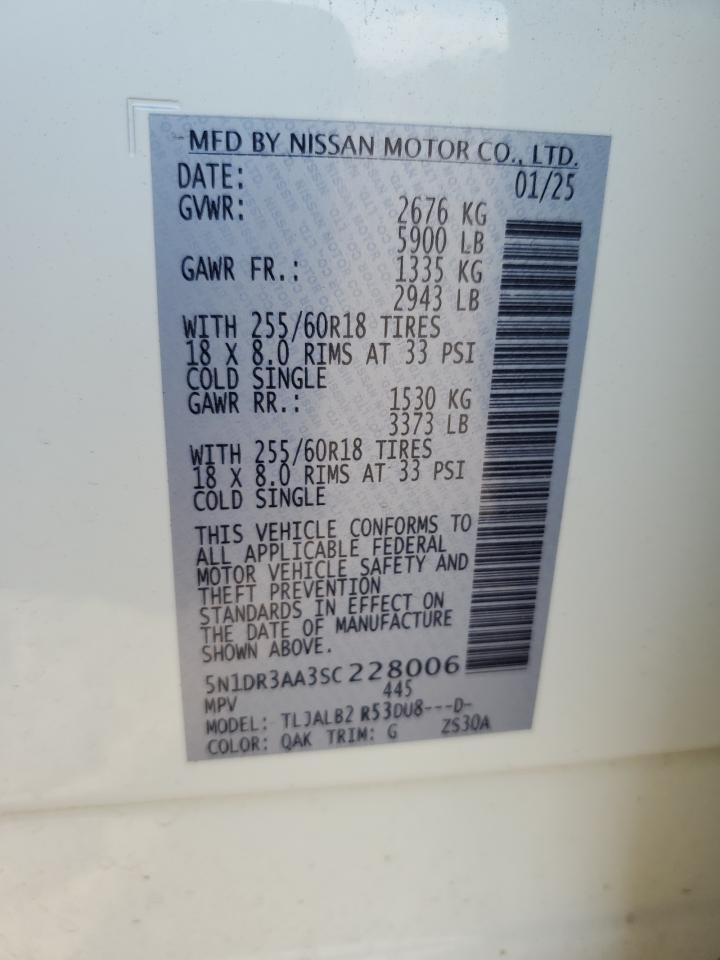 MFD BY NISSAN MOTOR CO., LTD.
DATE: 01/25
GVWR: 2676 KG
5900 LB
GAWR FR.: 1335 KG
2943 LB
WITH 255/60R18 TIRES
18 X 8.0 RIMS AT 33 PSI
COLD SINGLE
GAWR RR.: 1530 KG
3373 LB
WITH 255/60R18 TIRES
18 X 8.0 RIMS AT 33 PSI
COLD SINGLE
THIS VEHICLE CONFORMS TO
ALL APPLICABLE FEDERAL
MOTOR VEHICLE SAFETY AND
THEFT PREVENTION
STANDARDS IN EFFECT ON
THE DATE OF MANUFACTURE
SHOWN ABOVE.
5N1DR3AA3SC228006
MPV 445
MODEL: TLJALB2 R53DU8---D-
COLOR: QAK TRIM: G ZS30A